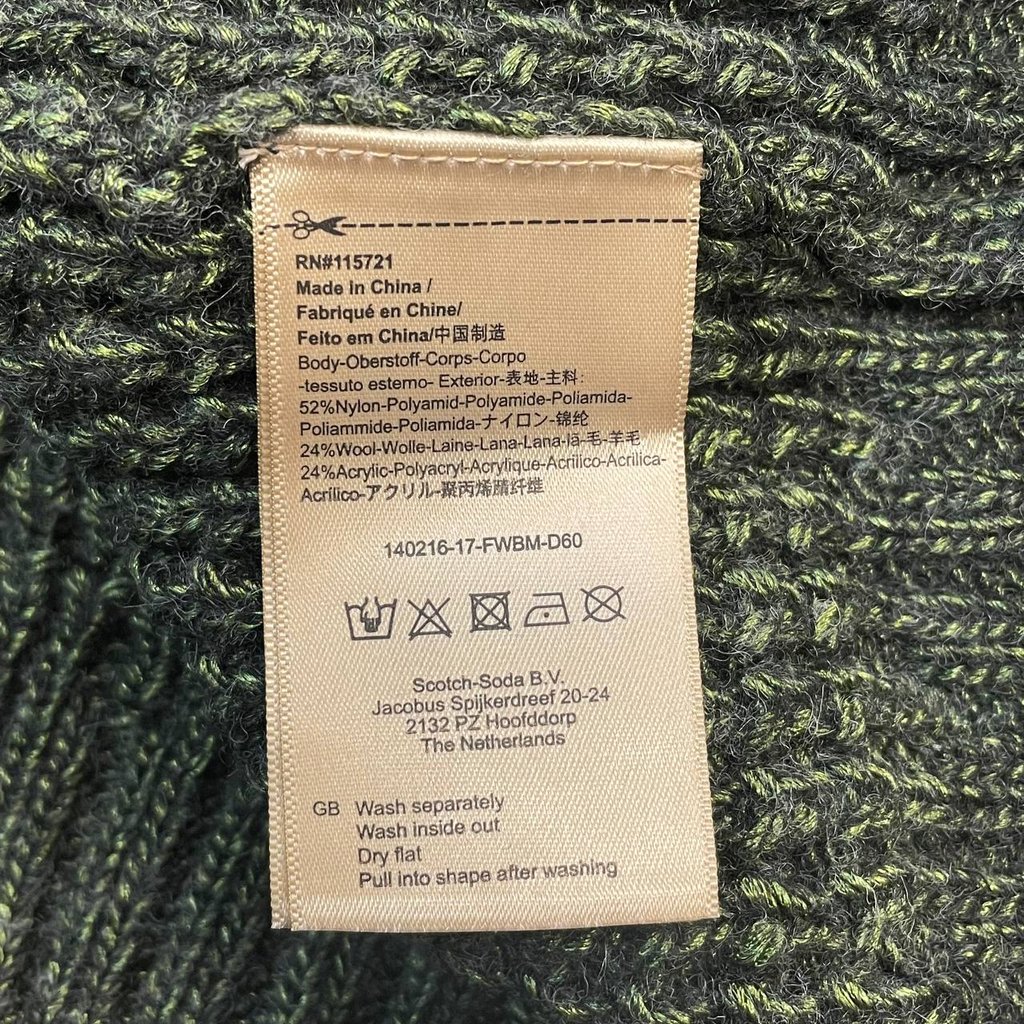 RN#115721
Made in China /
Fabriqué en Chine/
Feito em China/中国制造
Body-Oberstoff-Corps-Corpo
-tessuto esterno- Exterior-表地-主料:
52%Nylon-Polyamid-Polyamide-Poliamida-
Poliammide-Poliamida-ナイロン-锦纶
24%Wool-Wolle-Laine-Lana-Lana-lã-毛-羊毛
24%Acrylic-Polyacryl-Acrylique-Acrílico-Acrilica-
Acrílico-アクリル-聚丙烯腈纤维
140216-17-FWBM-D60
Scotch-Soda B.V.
Jacobus Spijkerdreef 20-24
2132 PZ Hoofddorp
The Netherlands
GB Wash separately
Wash inside out
Dry flat
Pull into shape after washing